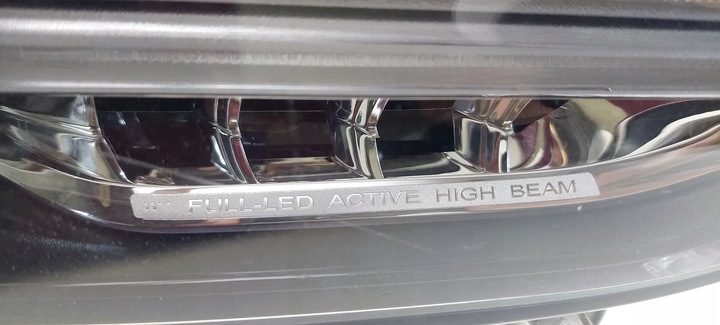 FULL-LED ACTIVE HIGH BEAM